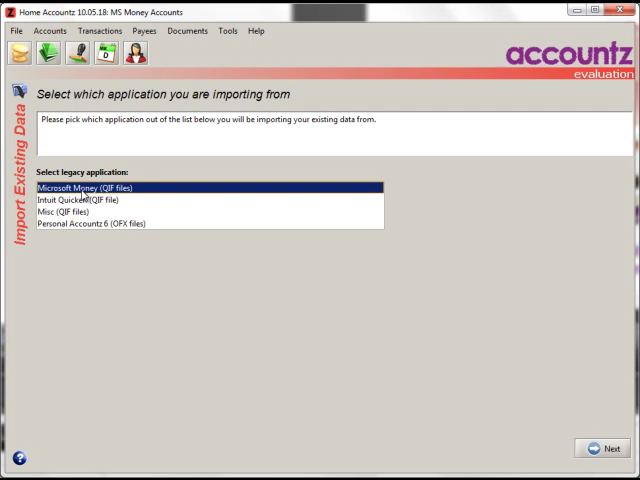 Home Accountz 10.05.18: MS Money Accounts
File Accounts Transactions Payees Documents Tools Help
accountz
evaluation
Import Existing Data
Select which application you are importing from
Please pick which application out of the list below you will be importing your existing data from.
Select legacy application:
Microsoft Money (QIF files)
Intuit Quicken (QIF file)
Misc (QIF files)
Personal Accountz 6 (OFX files)
Next